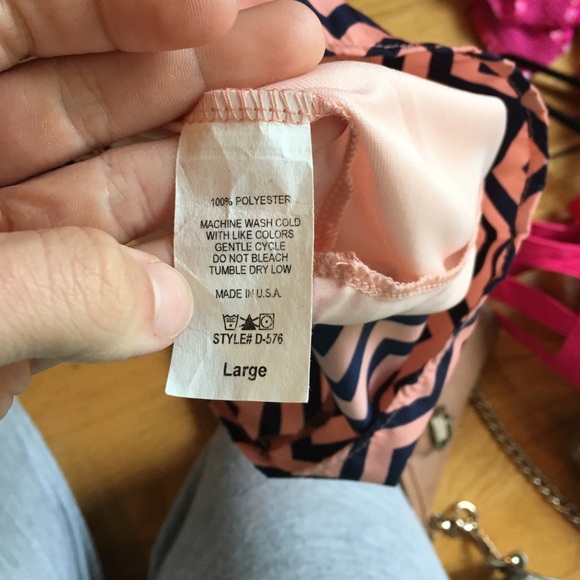 100% POLYESTER
MACHINE WASH COLD
WITH LIKE COLORS
GENTLE CYCLE
DO NOT BLEACH
TUMBLE DRY LOW
MADE IN U.S.A.
STYLE# D-576
Large